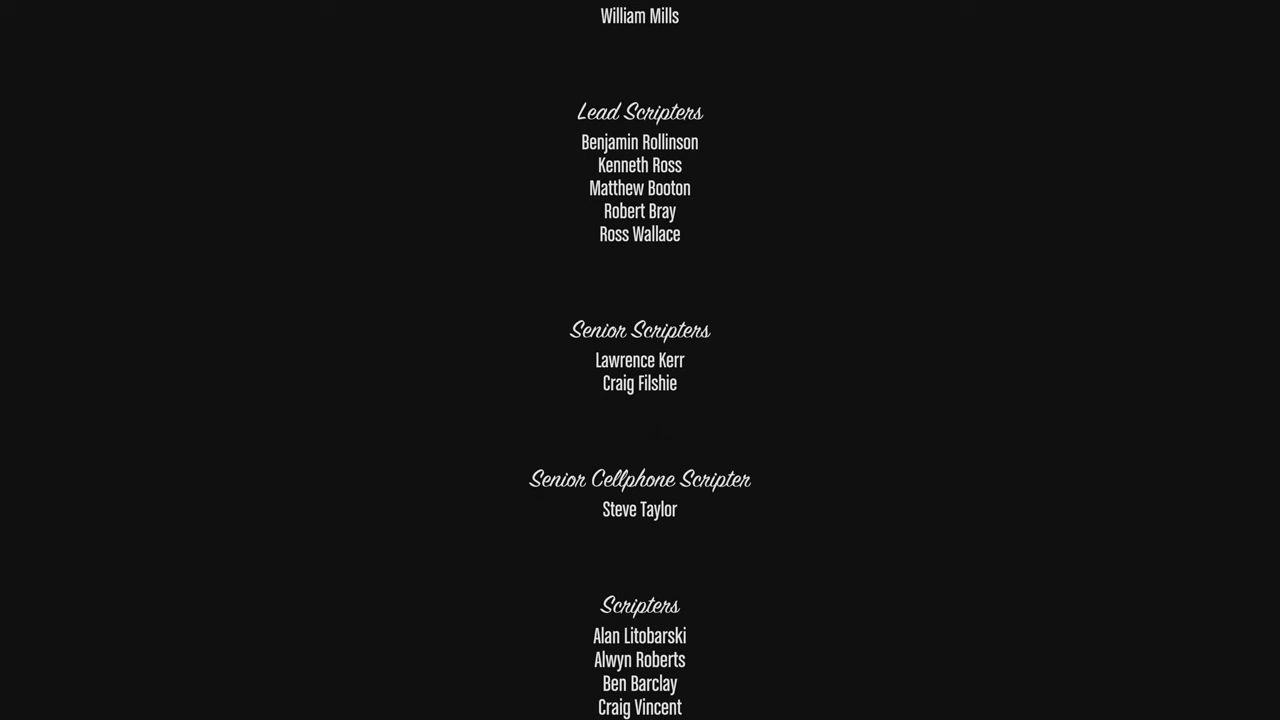 William Mills
Lead Scripters
Benjamin Rollinson
Kenneth Ross
Matthew Booton
Robert Bray
Ross Wallace
Senior Scripters
Lawrence Kerr
Craig Filshie
Senior Cellphone Scripter
Steve Taylor
Scripters
Alan Litobarski
Alwyn Roberts
Ben Barclay
Craig Vincent